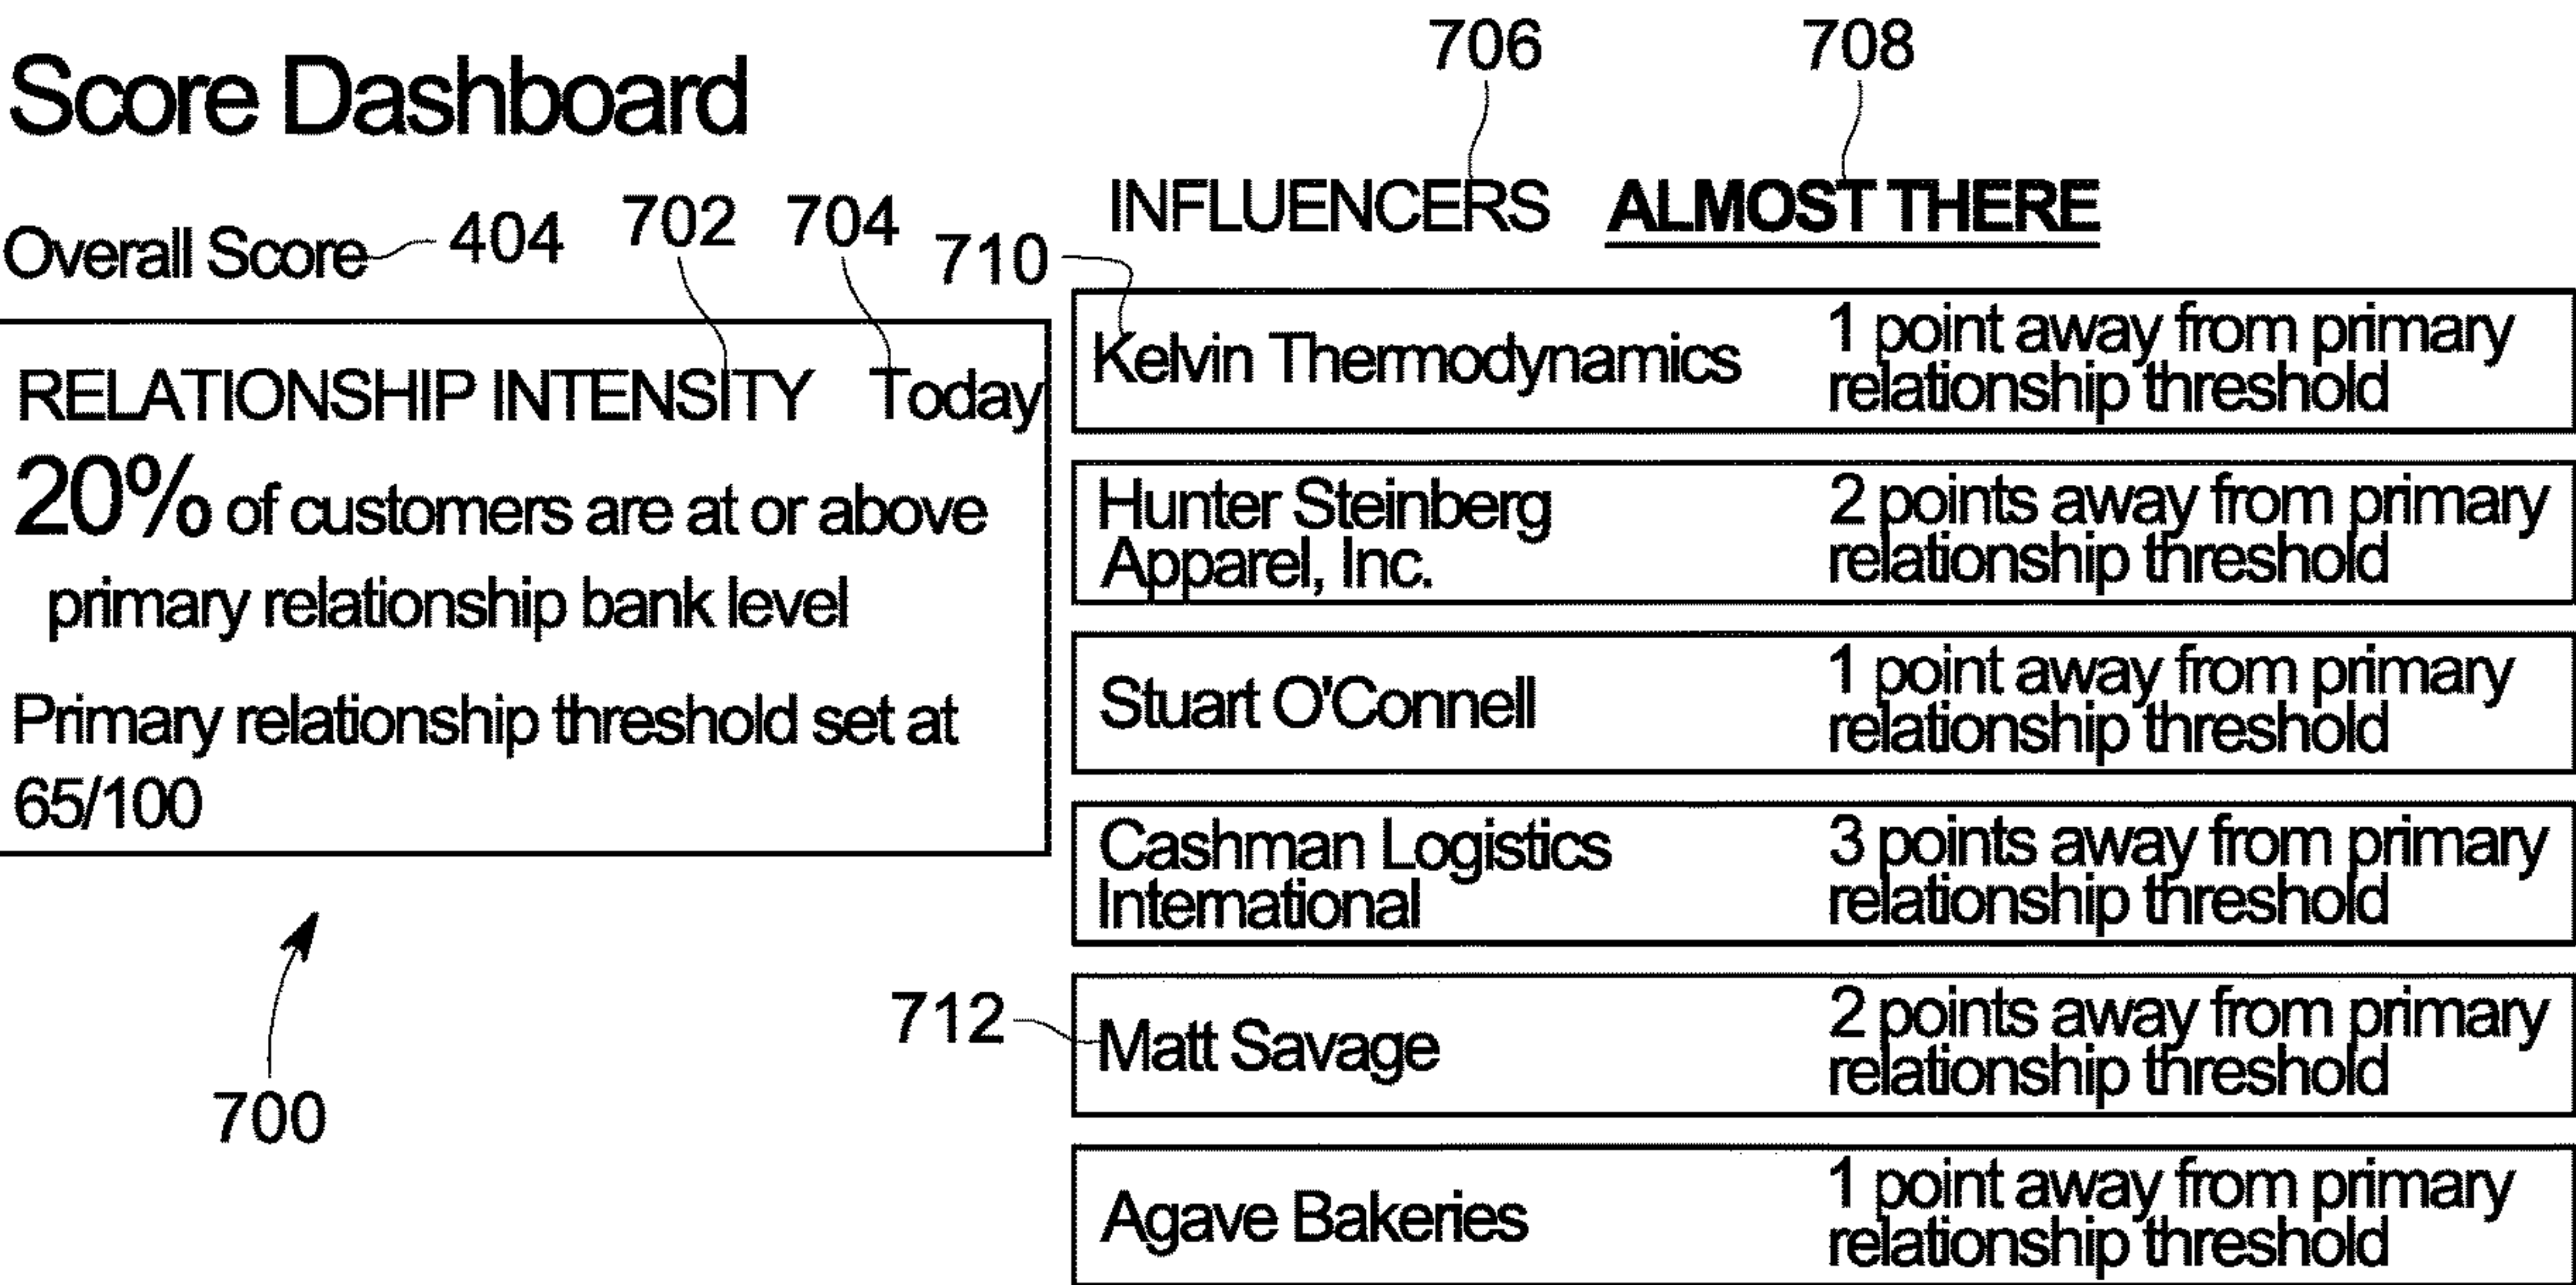 Score Dashboard
706
708
INFLUENCERS ALMOST THERE
Overall Score 404 702 704 710
RELATIONSHIP INTENSITY Today
20% of customers are at or above
primary relationship bank level
Primary relationship threshold set at
65/100
700
Kelvin Thermodynamics
1 point away from primary
relationship threshold
Hunter Steinberg
Apparel, Inc.
2 points away from primary
relationship threshold
Stuart O'Connell
1 point away from primary
relationship threshold
Cashman Logistics
International
3 points away from primary
relationship threshold
712
Matt Savage
2 points away from primary
relationship threshold
Agave Bakeries
1 point away from primary
relationship threshold